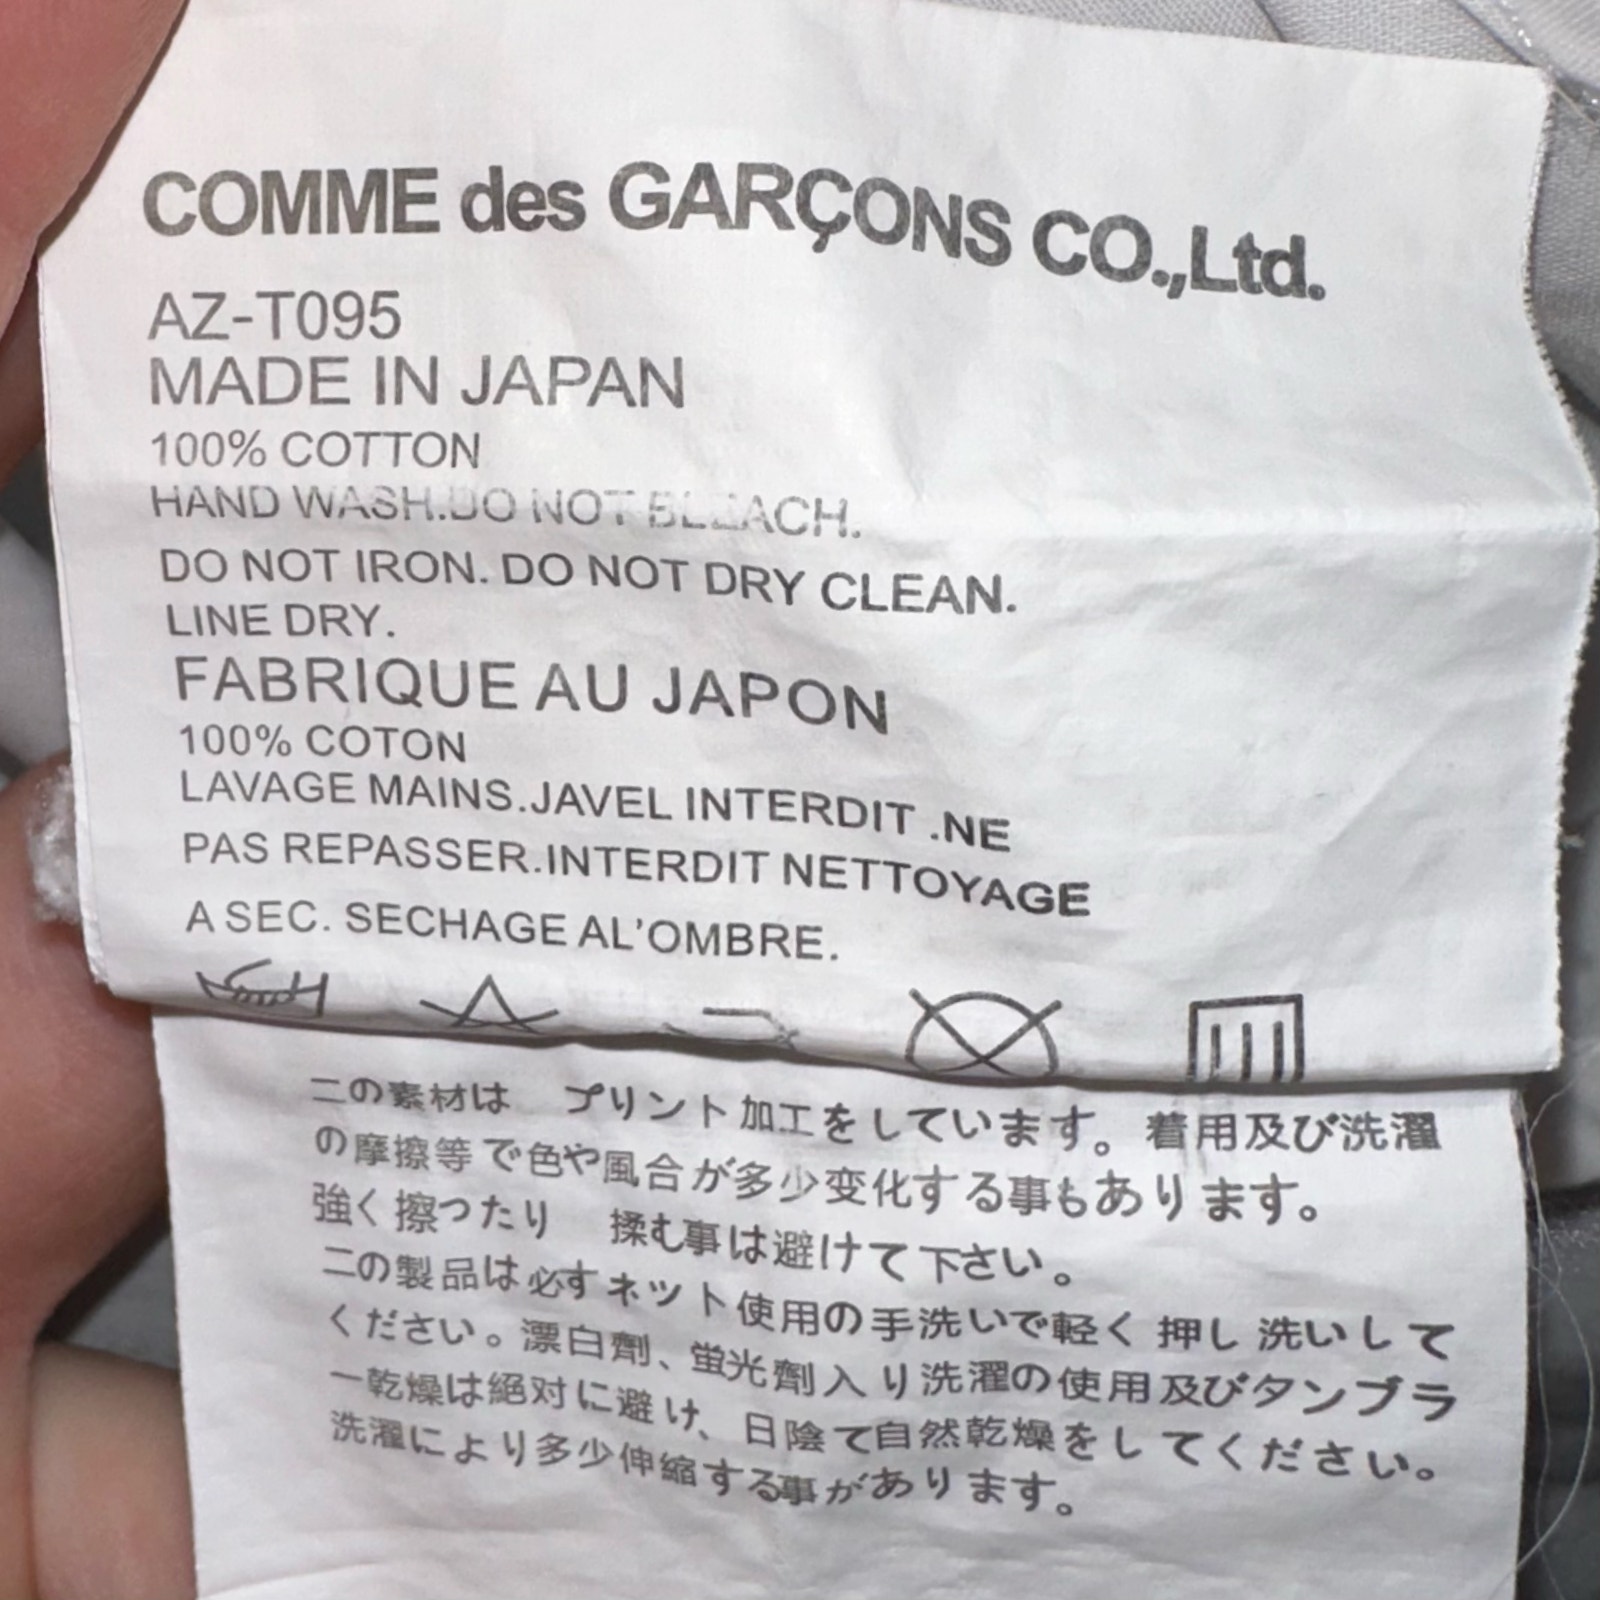 COMME des GARÇONS CO.,Ltd.
AZ-T095
MADE IN JAPAN
100% COTTON
HAND WASH.DO NOT BLEACH.
DO NOT IRON. DO NOT DRY CLEAN.
LINE DRY.
FABRIQUE AU JAPON
100% COTON
LAVAGE MAINS.JAVEL INTERDIT .NE
PAS REPASSER.INTERDIT NETTOYAGE
A SEC. SECHAGE AL'OMBRE.
二の素材は プリント加工をしています。着用及び洗濯
の摩擦等で色や風合が多少変化する事もあります。
強く擦つたり 揉む事は避けて下さい。
二の製品は必すネット使用の手洗いで軽く押し洗いして
ください。漂白劑、蛍光劑入り洗濯の使用及びタンブラ
一乾燥は絕対に避け、日陰て自然乾燥をしてください。
洗濯により多少伸縮する事があります。